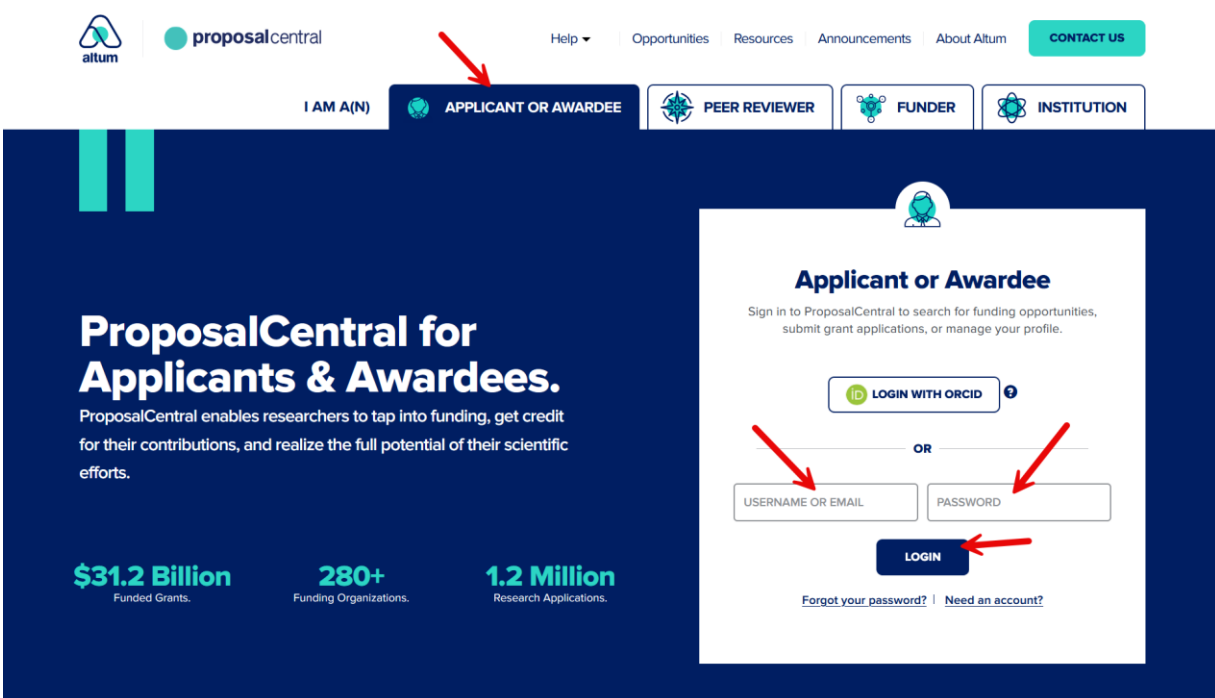 altum
proposalcentral
Help
Opportunities
Resources
Announcements
About Altum
CONTACT US
I AM A(N)
APPLICANT OR AWARDEE
PEER REVIEWER
FUNDER
INSTITUTION
ProposalCentral for
Applicants & Awardees.
ProposalCentral enables researchers to tap into funding, get credit
for their contributions, and realize the full potential of their scientific
efforts.
$31.2 Billion
Funded Grants.
280+
Funding Organizations.
1.2 Million
Research Applications.
Applicant or Awardee
Sign in to ProposalCentral to search for funding opportunities,
submit grant applications, or manage your profile.
iD LOGIN WITH ORCID ?
OR
USERNAME OR EMAIL
PASSWORD
LOGIN
Forgot your password? | Need an account?